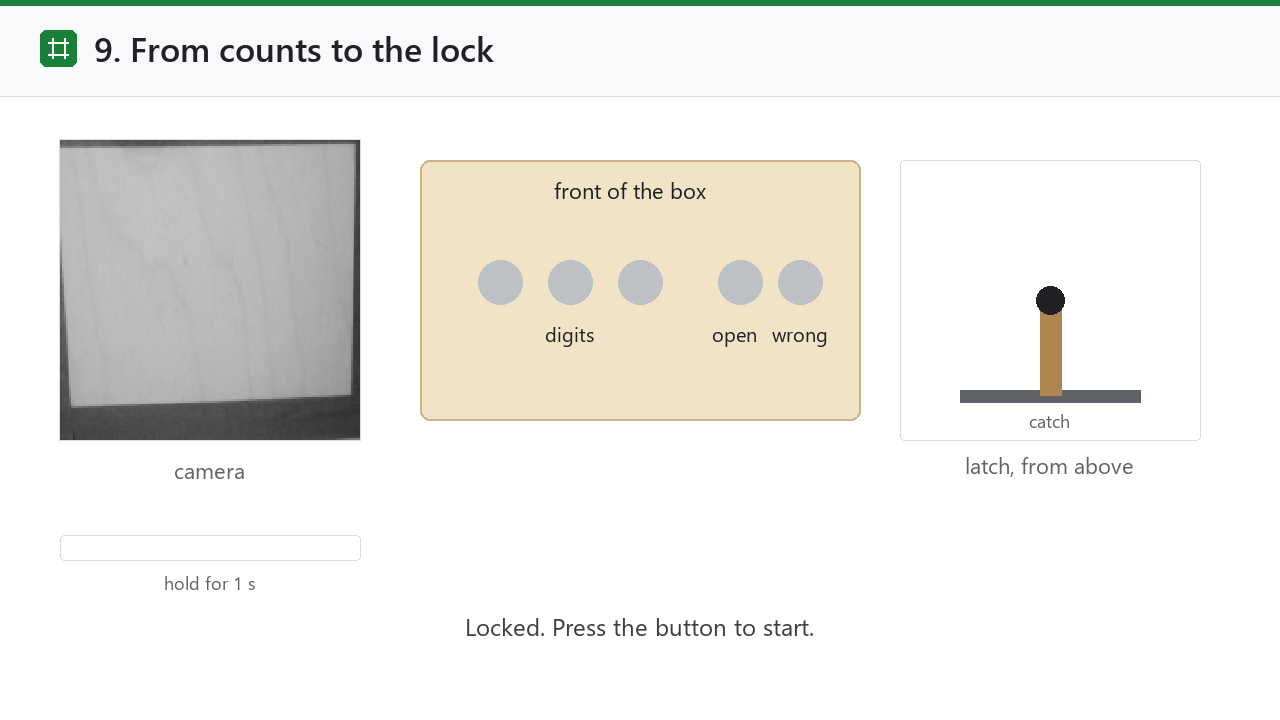 9. From counts to the lock
front of the box
digits
open
wrong
catch
camera
latch, from above
hold for 1 s
Locked. Press the button to start.